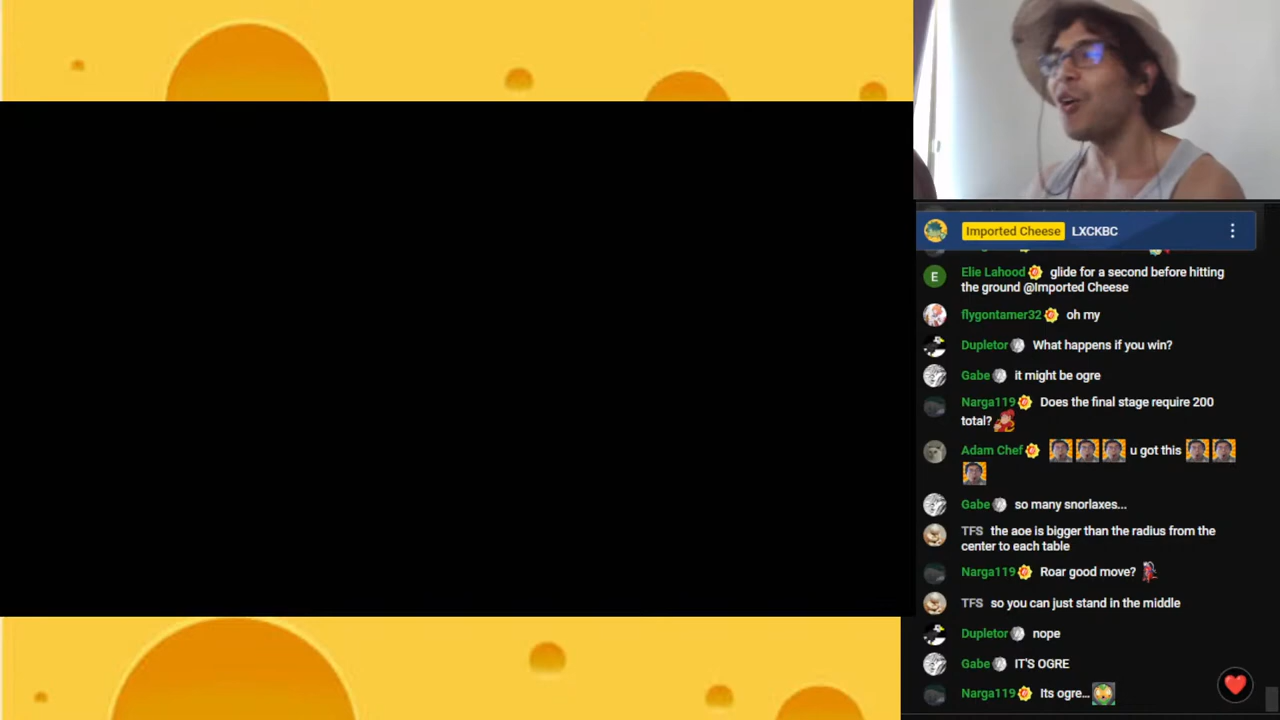 Imported Cheese LXCKBC
Elie Lahood glide for a second before hitting
the ground @Imported Cheese
E
flygontamer32 oh my
Dupletor What happens if you win?
Gabe it might be ogre
Narga119 Does the final stage require 200
total?
Adam Chef u got this
Gabe so many snorlaxes...
TFS the aoe is bigger than the radius from the
center to each table
Narga119 Roar good move?
TFS so you can just stand in the middle
Dupletor nope
Gabe IT'S OGRE
Narga119 Its ogre...